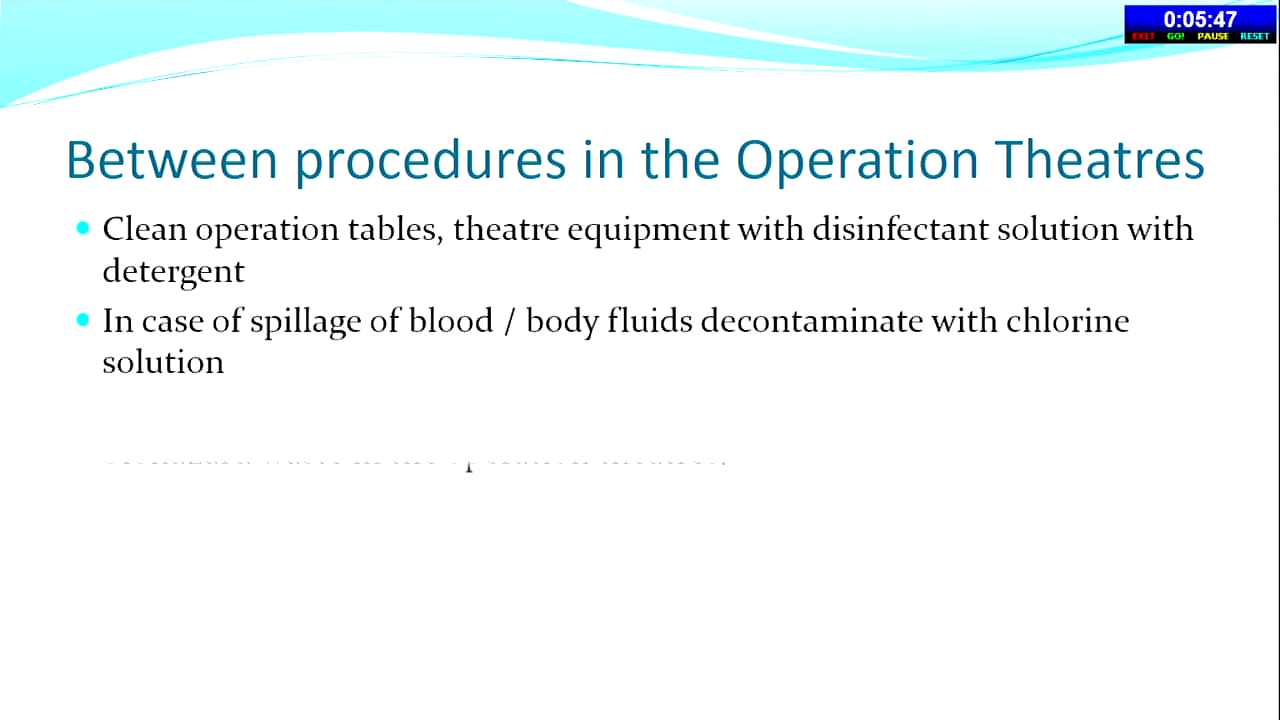 0:05:47
EXIT GO! PAUSE RESET
Between procedures in the Operation Theatres
• Clean operation tables, theatre equipment with disinfectant solution with
detergent
• In case of spillage of blood / body fluids decontaminate with chlorine
solution